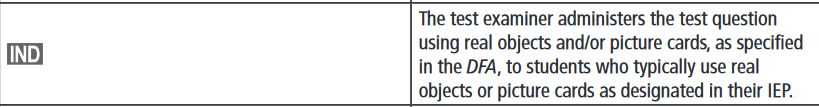 IND
The test examiner administers the test question
using real objects and/or picture cards, as specified
in the DFA, to students who typically use real
objects or picture cards as designated in their IEP.